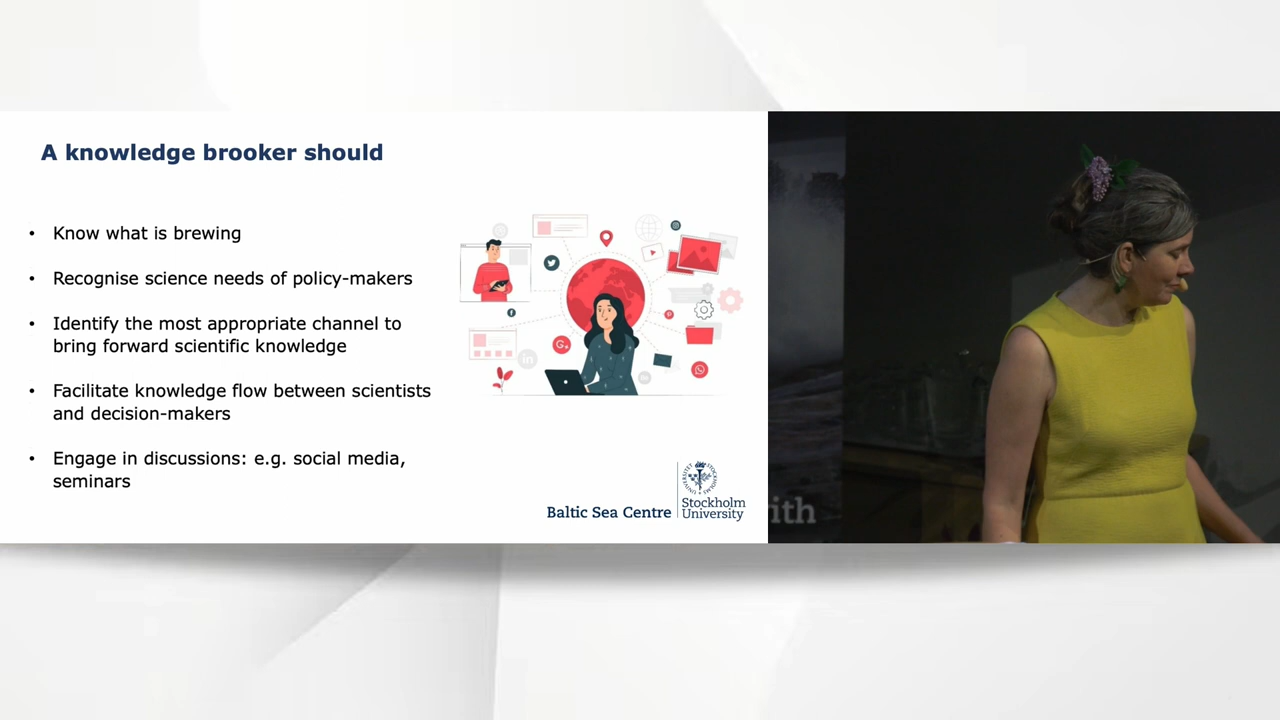 A knowledge brooker should
• Know what is brewing
• Recognise science needs of policy-makers
• Identify the most appropriate channel to
bring forward scientific knowledge
• Facilitate knowledge flow between scientists
and decision-makers
• Engage in discussions: e.g. social media,
seminars
Baltic Sea Centre
Stockholm
University
ith